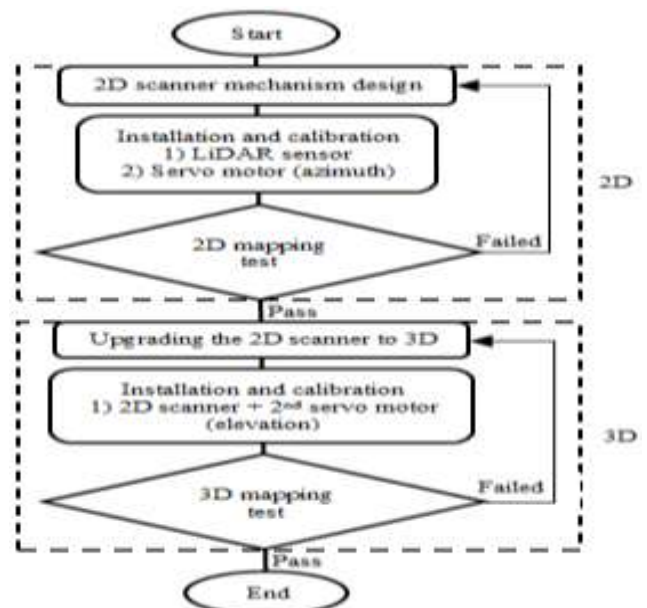 Start
2D scanner mechanism design
Installation and calibration
1) LiDAR sensor
2) Servo motor (azimuth)
2D
2D mapping
test
Failed
Pass
Upgrading the 2D scanner to 3D
Installation and calibration
1) 2D scanner + 2nd servo motor
(elevation)
3D
3D mapping
test
Failed
Pass
End